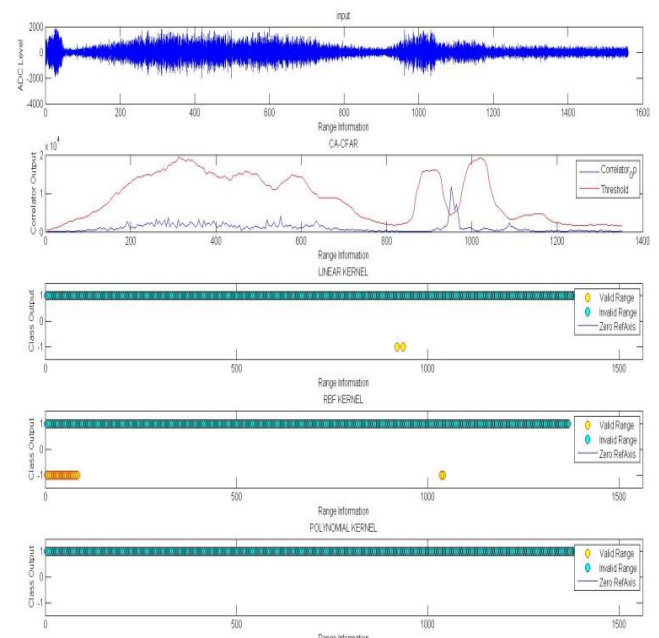 input
ADC Level
2000
0
-2000
-4000
0 200 400 600 800 1000 1200 1400 1600
Range Information
CA-CFAR
x 10^4
Correlator Output
2
1
0
Correlator_o p
Threshold
0 200 400 600 800 1000 1200 1400
Range Information
LINEAR KERNEL
Class Output
1
0
-1
Valid Range
Invalid Range
Zero RefAxis
0 500 1000 1500
Range Information
RBF KERNEL
Class Output
1
0
-1
Valid Range
Invalid Range
Zero RefAxis
0 500 1000 1500
Range Information
POLYNOMIAL KERNEL
Class Output
1
0
-1
Valid Range
Invalid Range
Zero RefAxis
0 500 1000 1500
Range Information